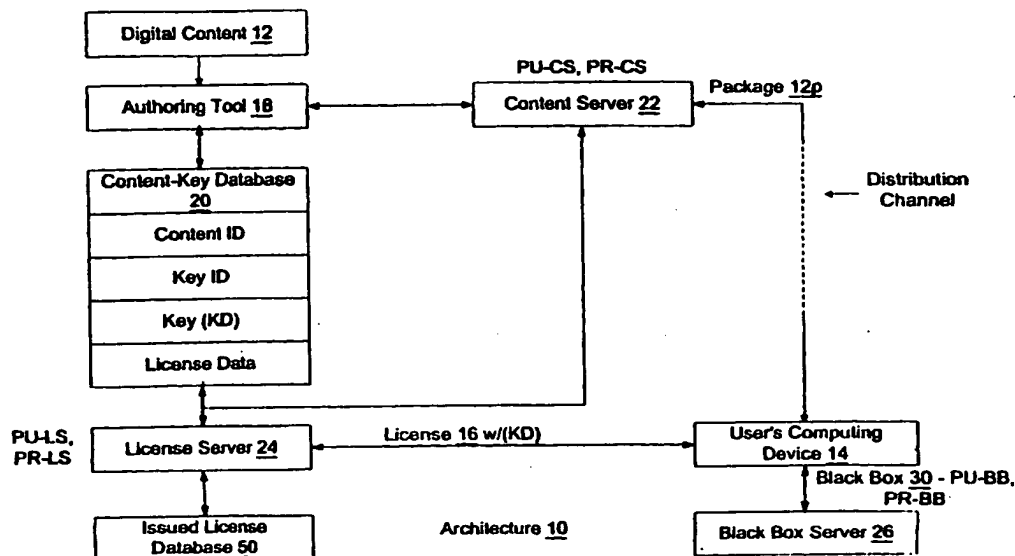 Digital Content 12
PU-CS, PR-CS
Package 12p
Authoring Tool 18
Content Server 22
Content-Key Database
20
Distribution
Channel
Content ID
Key ID
Key (KD)
License Data
PU-LS,
PR-LS
License Server 24
License 16 w/(KD)
User's Computing
Device 14
Black Box 30 - PU-BB,
PR-BB
Issued License
Database 50
Architecture 10
Black Box Server 26